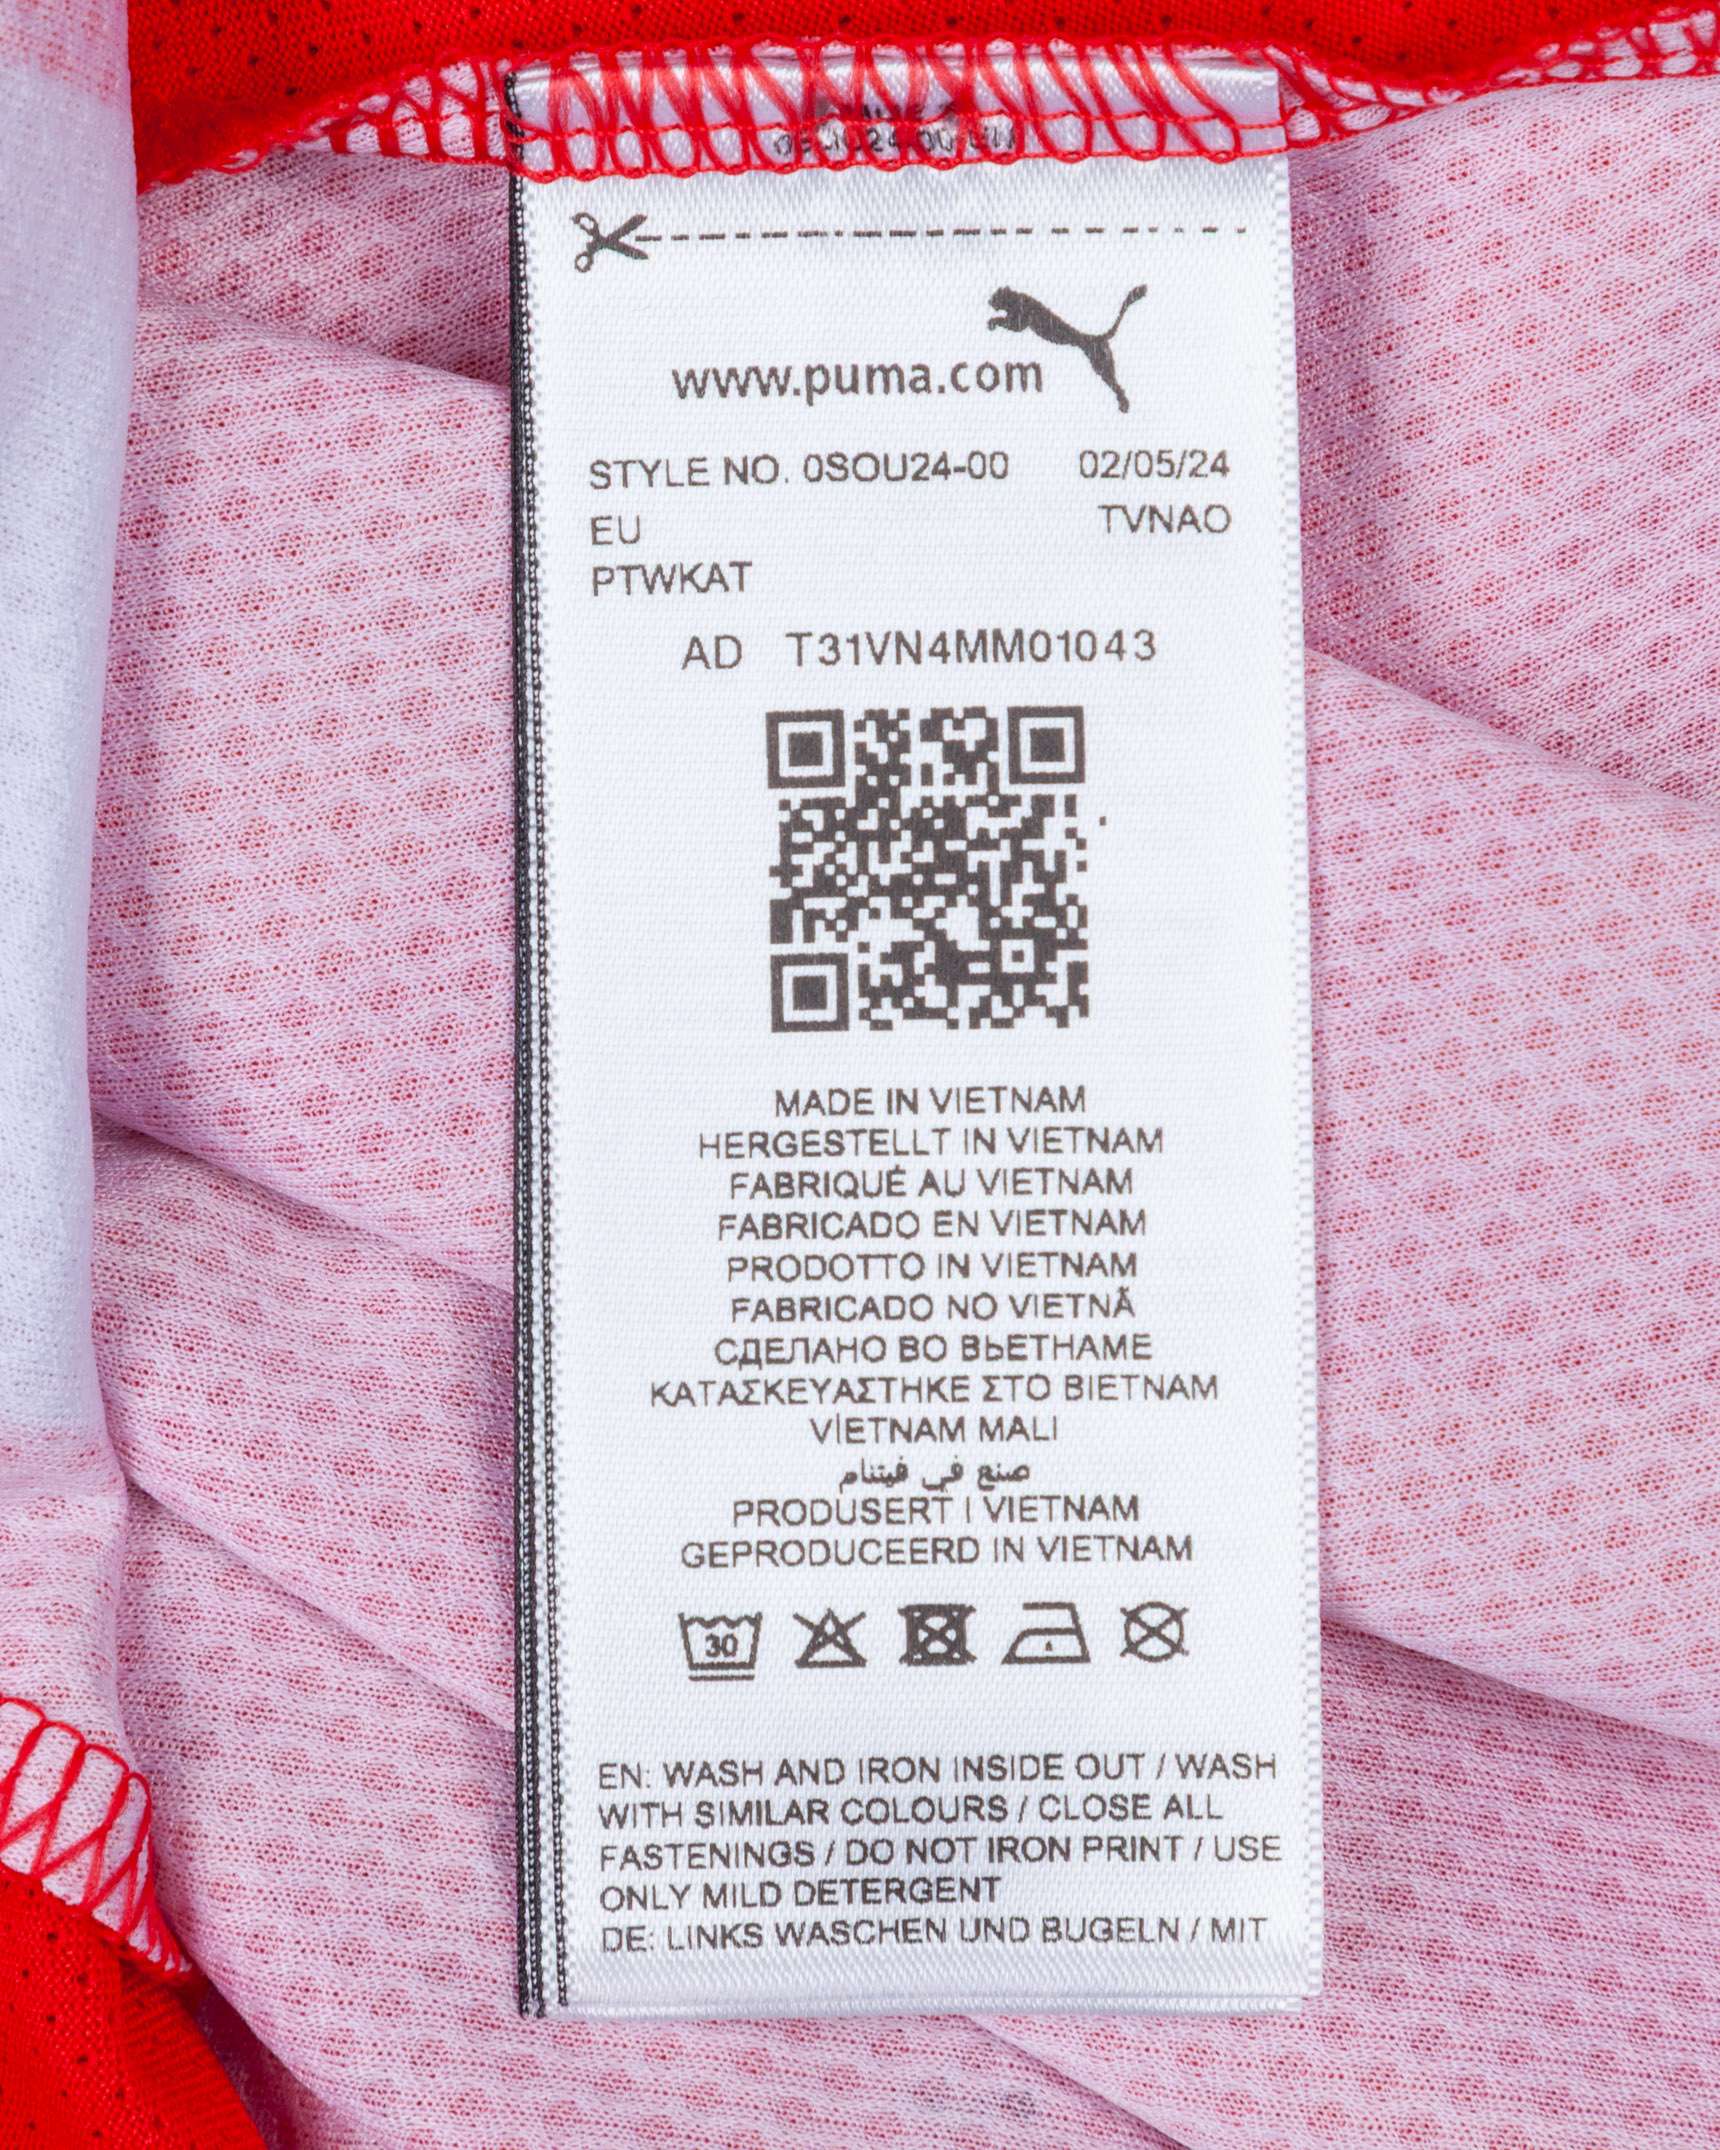 www.puma.com
STYLE NO. 0SOU24-00 02/05/24
EU TVNAO
PTWKAT
AD T31VN4MM01043
MADE IN VIETNAM
HERGESTELLT IN VIETNAM
FABRIQUÉ AU VIETNAM
FABRICADO EN VIETNAM
PRODOTTO IN VIETNAM
FABRICADO NO VIETNÃ
СДЕЛАНО ВО ВЬЕТНАМЕ
ΚΑΤΑΣΚΕΥΑΣΤΗΚΕ ΣΤΟ ΒΙΕΤΝΑΜ
VİETNAM MALI
صنع في فيتنام
PRODUSERT I VIETNAM
GEPRODUCEERD IN VIETNAM
30
EN: WASH AND IRON INSIDE OUT / WASH
WITH SIMILAR COLOURS / CLOSE ALL
FASTENINGS / DO NOT IRON PRINT / USE
ONLY MILD DETERGENT
DE: LINKS WASCHEN UND BUGELN / MIT